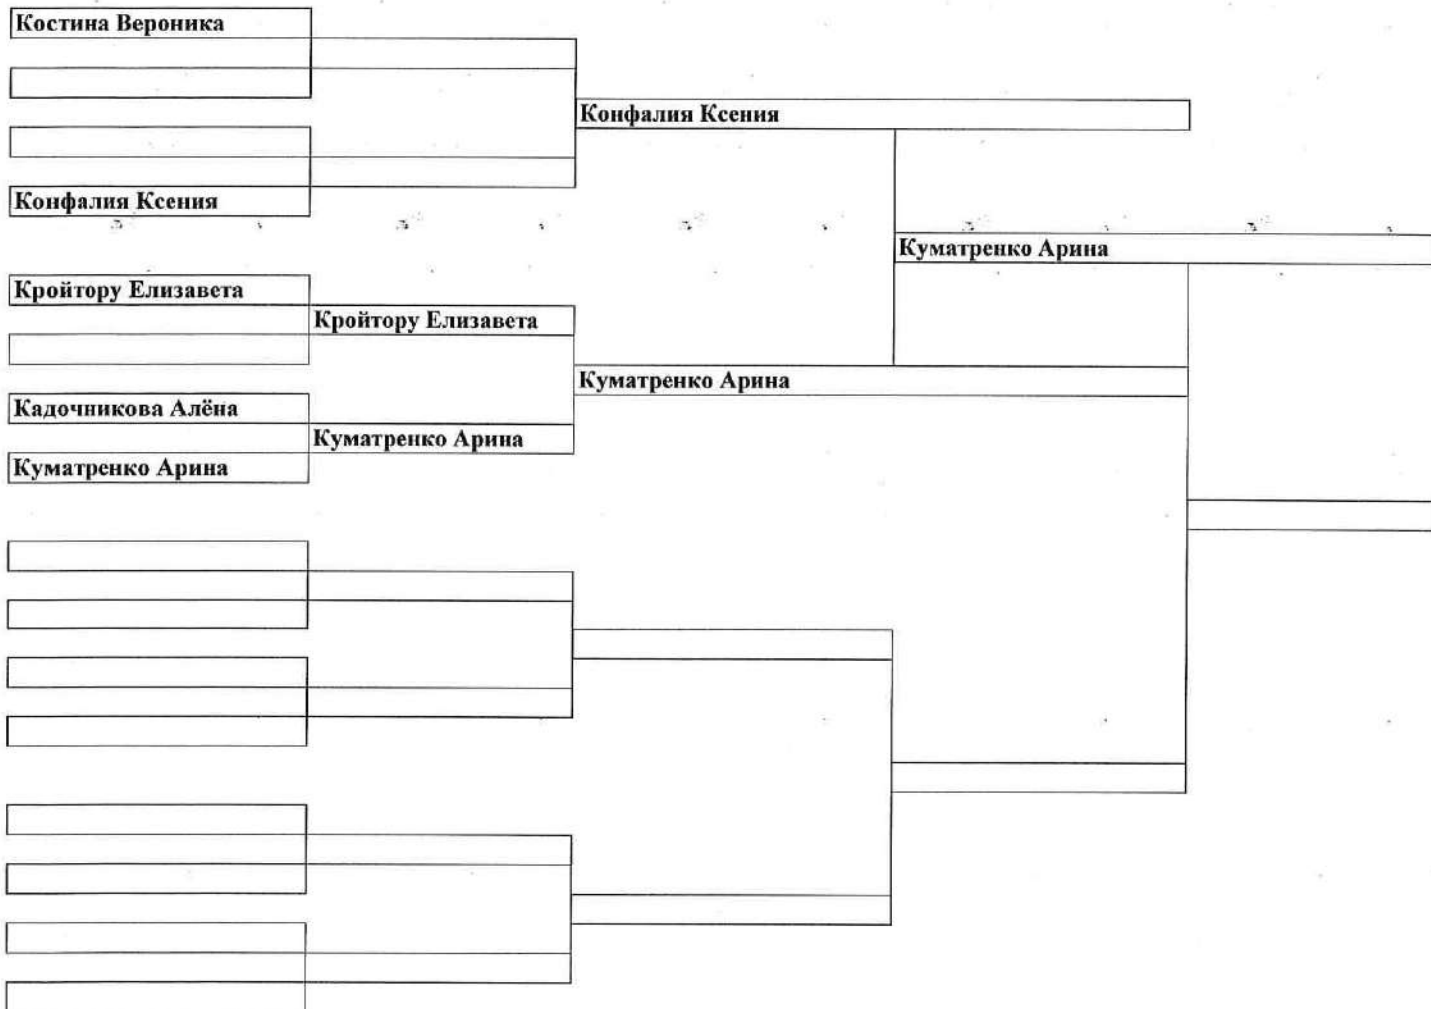 Костина Вероника
Конфалия Ксения
Конфалия Ксения
Куматренко Арина
Кройтору Елизавета
Кройтору Елизавета
Куматренко Арина
Кадочникова Алёна
Куматренко Арина
Куматренко Арина